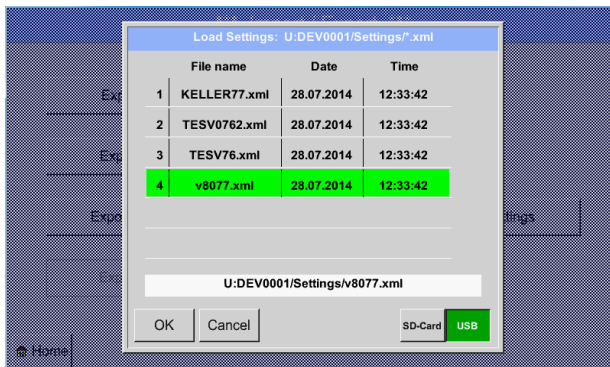 *** Import / Export ***
Load Settings: U:DEV0001/Settings/*.xml
File name Date Time
1 KELLER77.xml 28.07.2014 12:33:42
2 TESV0762.xml 28.07.2014 12:33:42
3 TESV76.xml 28.07.2014 12:33:42
4 v8077.xml 28.07.2014 12:33:42
U:DEV0001/Settings/v8077.xml
OK Cancel SD-Card USB
Home